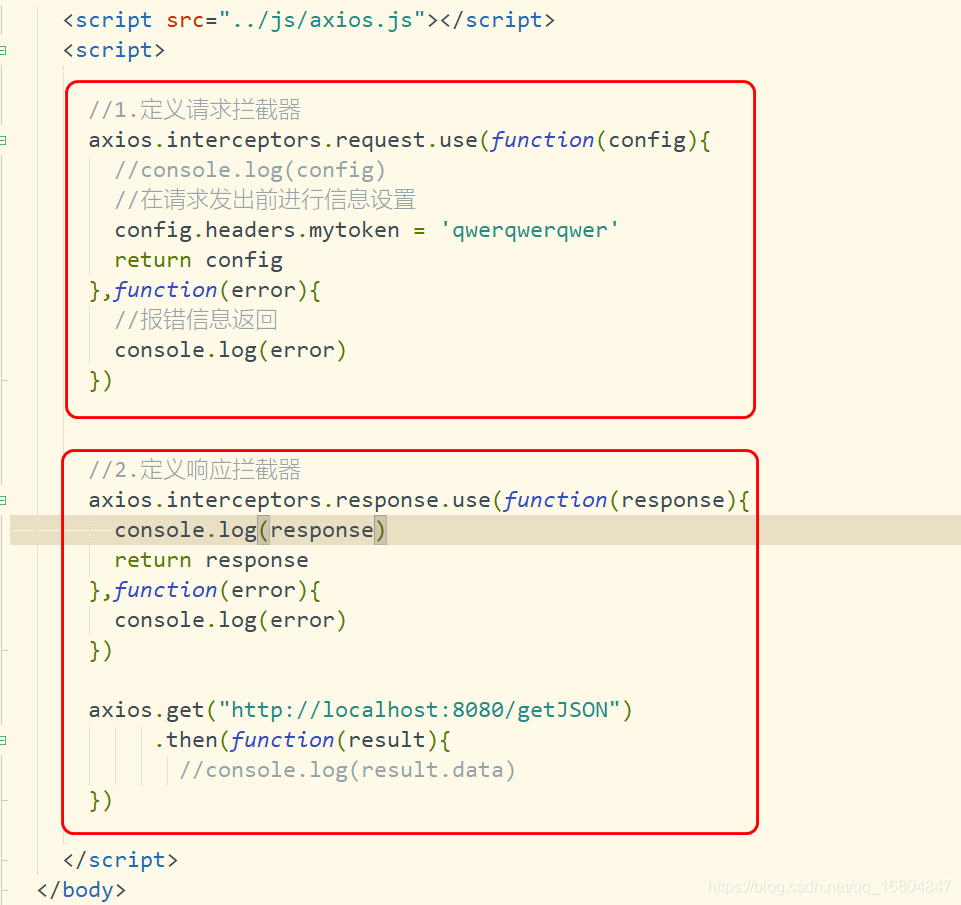 <script src="../js/axios.js"></script>
<script>
//1.定义请求拦截器
axios.interceptors.request.use(function(config){
//console.log(config)
//在请求发出前进行信息设置
config.headers.mytoken = 'qwerqwerqwer'
return config
},function(error){
//报错信息返回
console.log(error)
})
//2.定义响应拦截器
axios.interceptors.response.use(function(response){
console.log(response)
return response
},function(error){
console.log(error)
})
axios.get("http://localhost:8080/getJSON")
.then(function(result){
//console.log(result.data)
})
</script>
</body>
https://blog.csdn.net/qq_16804847